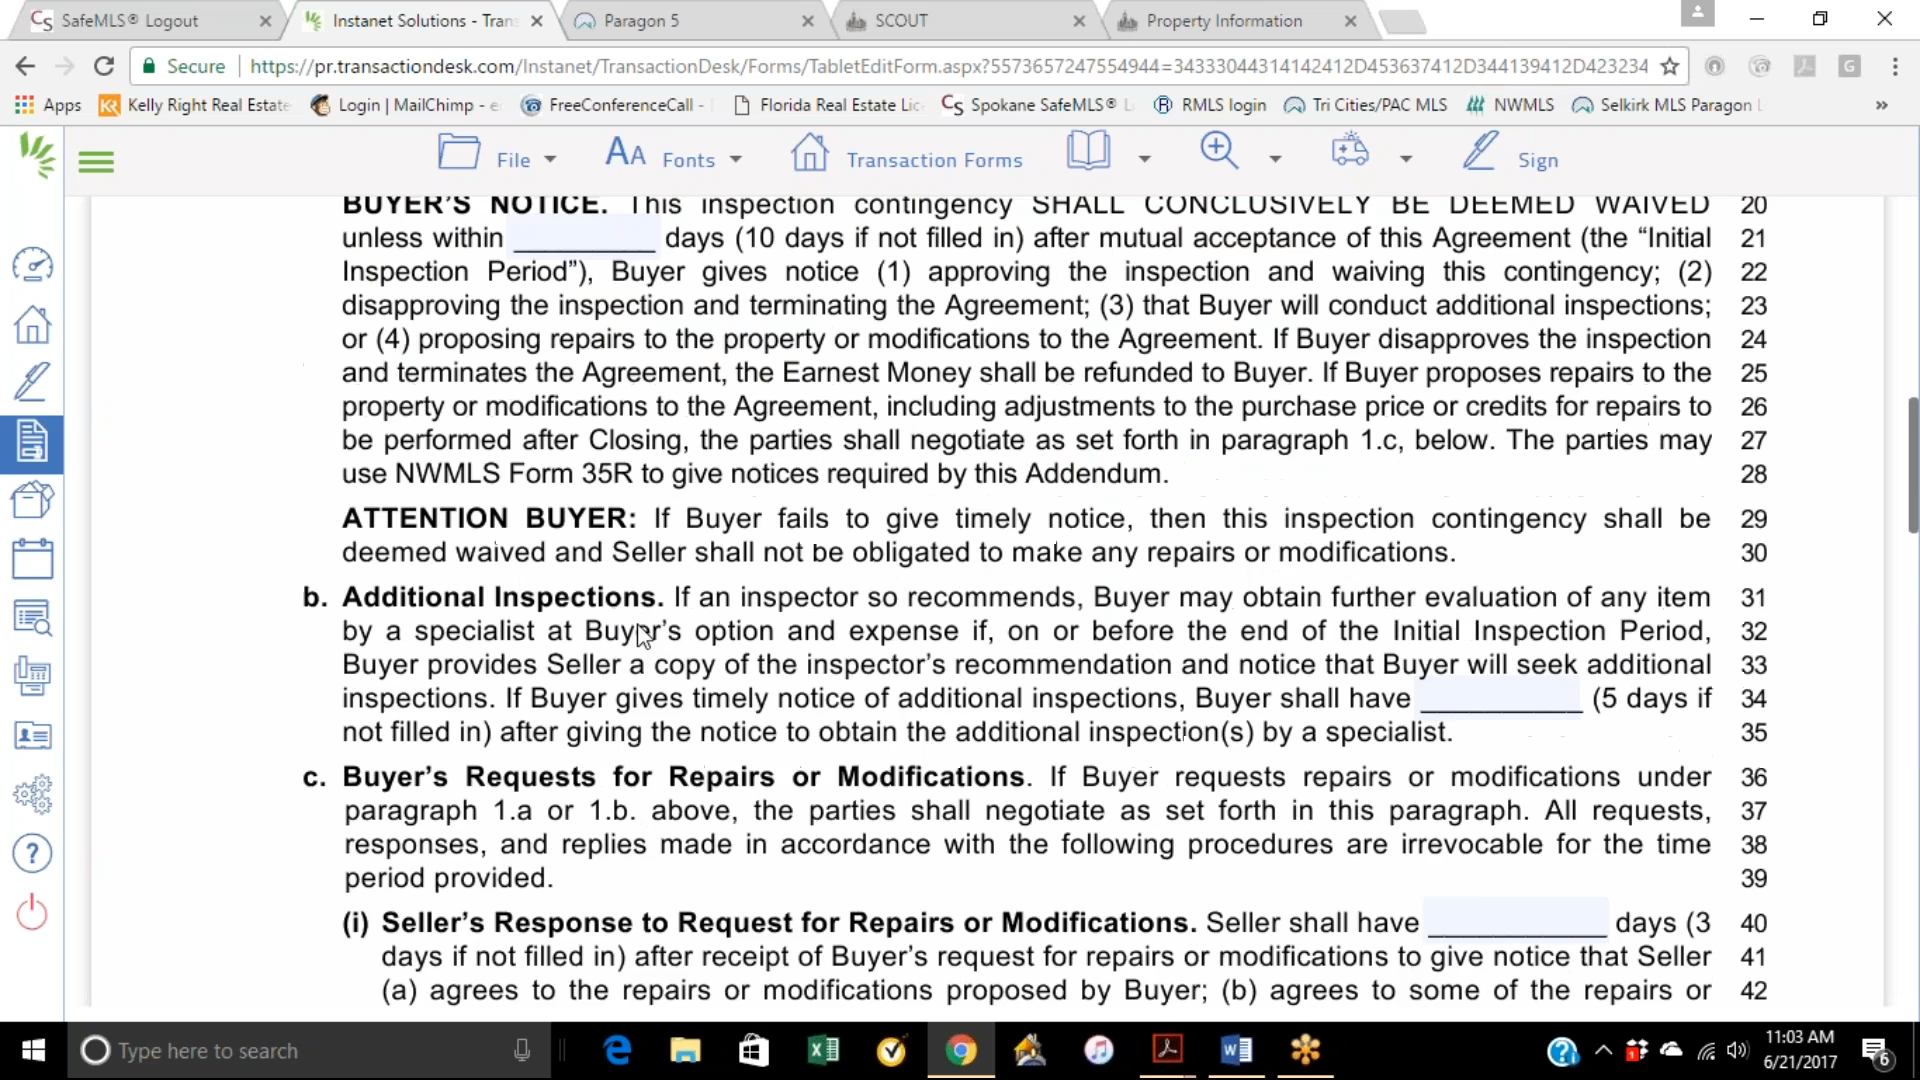 SafeMLS® Logout
Instanet Solutions - Tran
Paragon 5
SCOUT
Property Information
Secure
https://pr.transactiondesk.com/Instanet/TransactionDesk/Forms/TabletEditForm.aspx?5573657247554944=34333044314142412D453637412D344139412D423234
Apps
Kelly Right Real Estate
Login | MailChimp - e
FreeConferenceCall -
Florida Real Estate Lic
Spokane SafeMLS® L
RMLS login
Tri Cities/PAC MLS
NWMLS
Selkirk MLS Paragon
File
Fonts
Transaction Forms
Sign
BUYER'S NOTICE. This inspection contingency SHALL CONCLUSIVELY BE DEEMED WAIVED 20
unless within __________ days (10 days if not filled in) after mutual acceptance of this Agreement (the “Initial 21
Inspection Period”), Buyer gives notice (1) approving the inspection and waiving this contingency; (2) 22
disapproving the inspection and terminating the Agreement; (3) that Buyer will conduct additional inspections; 23
or (4) proposing repairs to the property or modifications to the Agreement. If Buyer disapproves the inspection 24
and terminates the Agreement, the Earnest Money shall be refunded to Buyer. If Buyer proposes repairs to the 25
property or modifications to the Agreement, including adjustments to the purchase price or credits for repairs to 26
be performed after Closing, the parties shall negotiate as set forth in paragraph 1.c, below. The parties may 27
use NWMLS Form 35R to give notices required by this Addendum. 28
ATTENTION BUYER: If Buyer fails to give timely notice, then this inspection contingency shall be 29
deemed waived and Seller shall not be obligated to make any repairs or modifications. 30
b. Additional Inspections. If an inspector so recommends, Buyer may obtain further evaluation of any item 31
by a specialist at Buyer’s option and expense if, on or before the end of the Initial Inspection Period, 32
Buyer provides Seller a copy of the inspector’s recommendation and notice that Buyer will seek additional 33
inspections. If Buyer gives timely notice of additional inspections, Buyer shall have __________ (5 days if 34
not filled in) after giving the notice to obtain the additional inspection(s) by a specialist. 35
c. Buyer’s Requests for Repairs or Modifications. If Buyer requests repairs or modifications under 36
paragraph 1.a or 1.b. above, the parties shall negotiate as set forth in this paragraph. All requests, 37
responses, and replies made in accordance with the following procedures are irrevocable for the time 38
period provided. 39
(i) Seller’s Response to Request for Repairs or Modifications. Seller shall have __________ days (3 40
days if not filled in) after receipt of Buyer’s request for repairs or modifications to give notice that Seller 41
(a) agrees to the repairs or modifications proposed by Buyer; (b) agrees to some of the repairs or 42
Type here to search
11:03 AM
6/21/2017
6